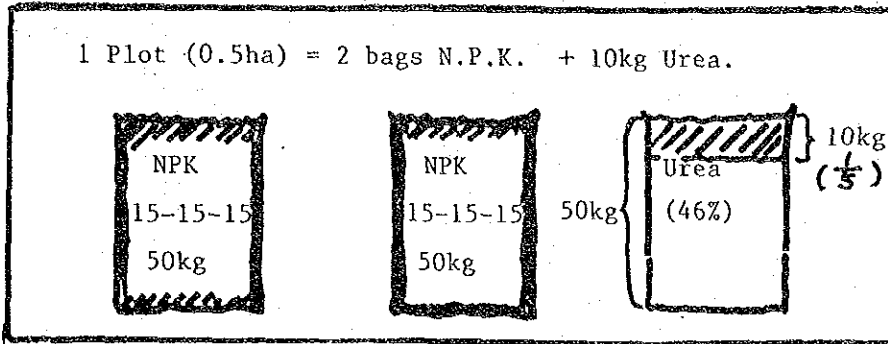 1 Plot (0.5ha) = 2 bags N.P.K. + 10kg Urea.
NPK
15-15-15
50kg
NPK
15-15-15
50kg
50kg
Urea
(46%)
10kg
(1/5)